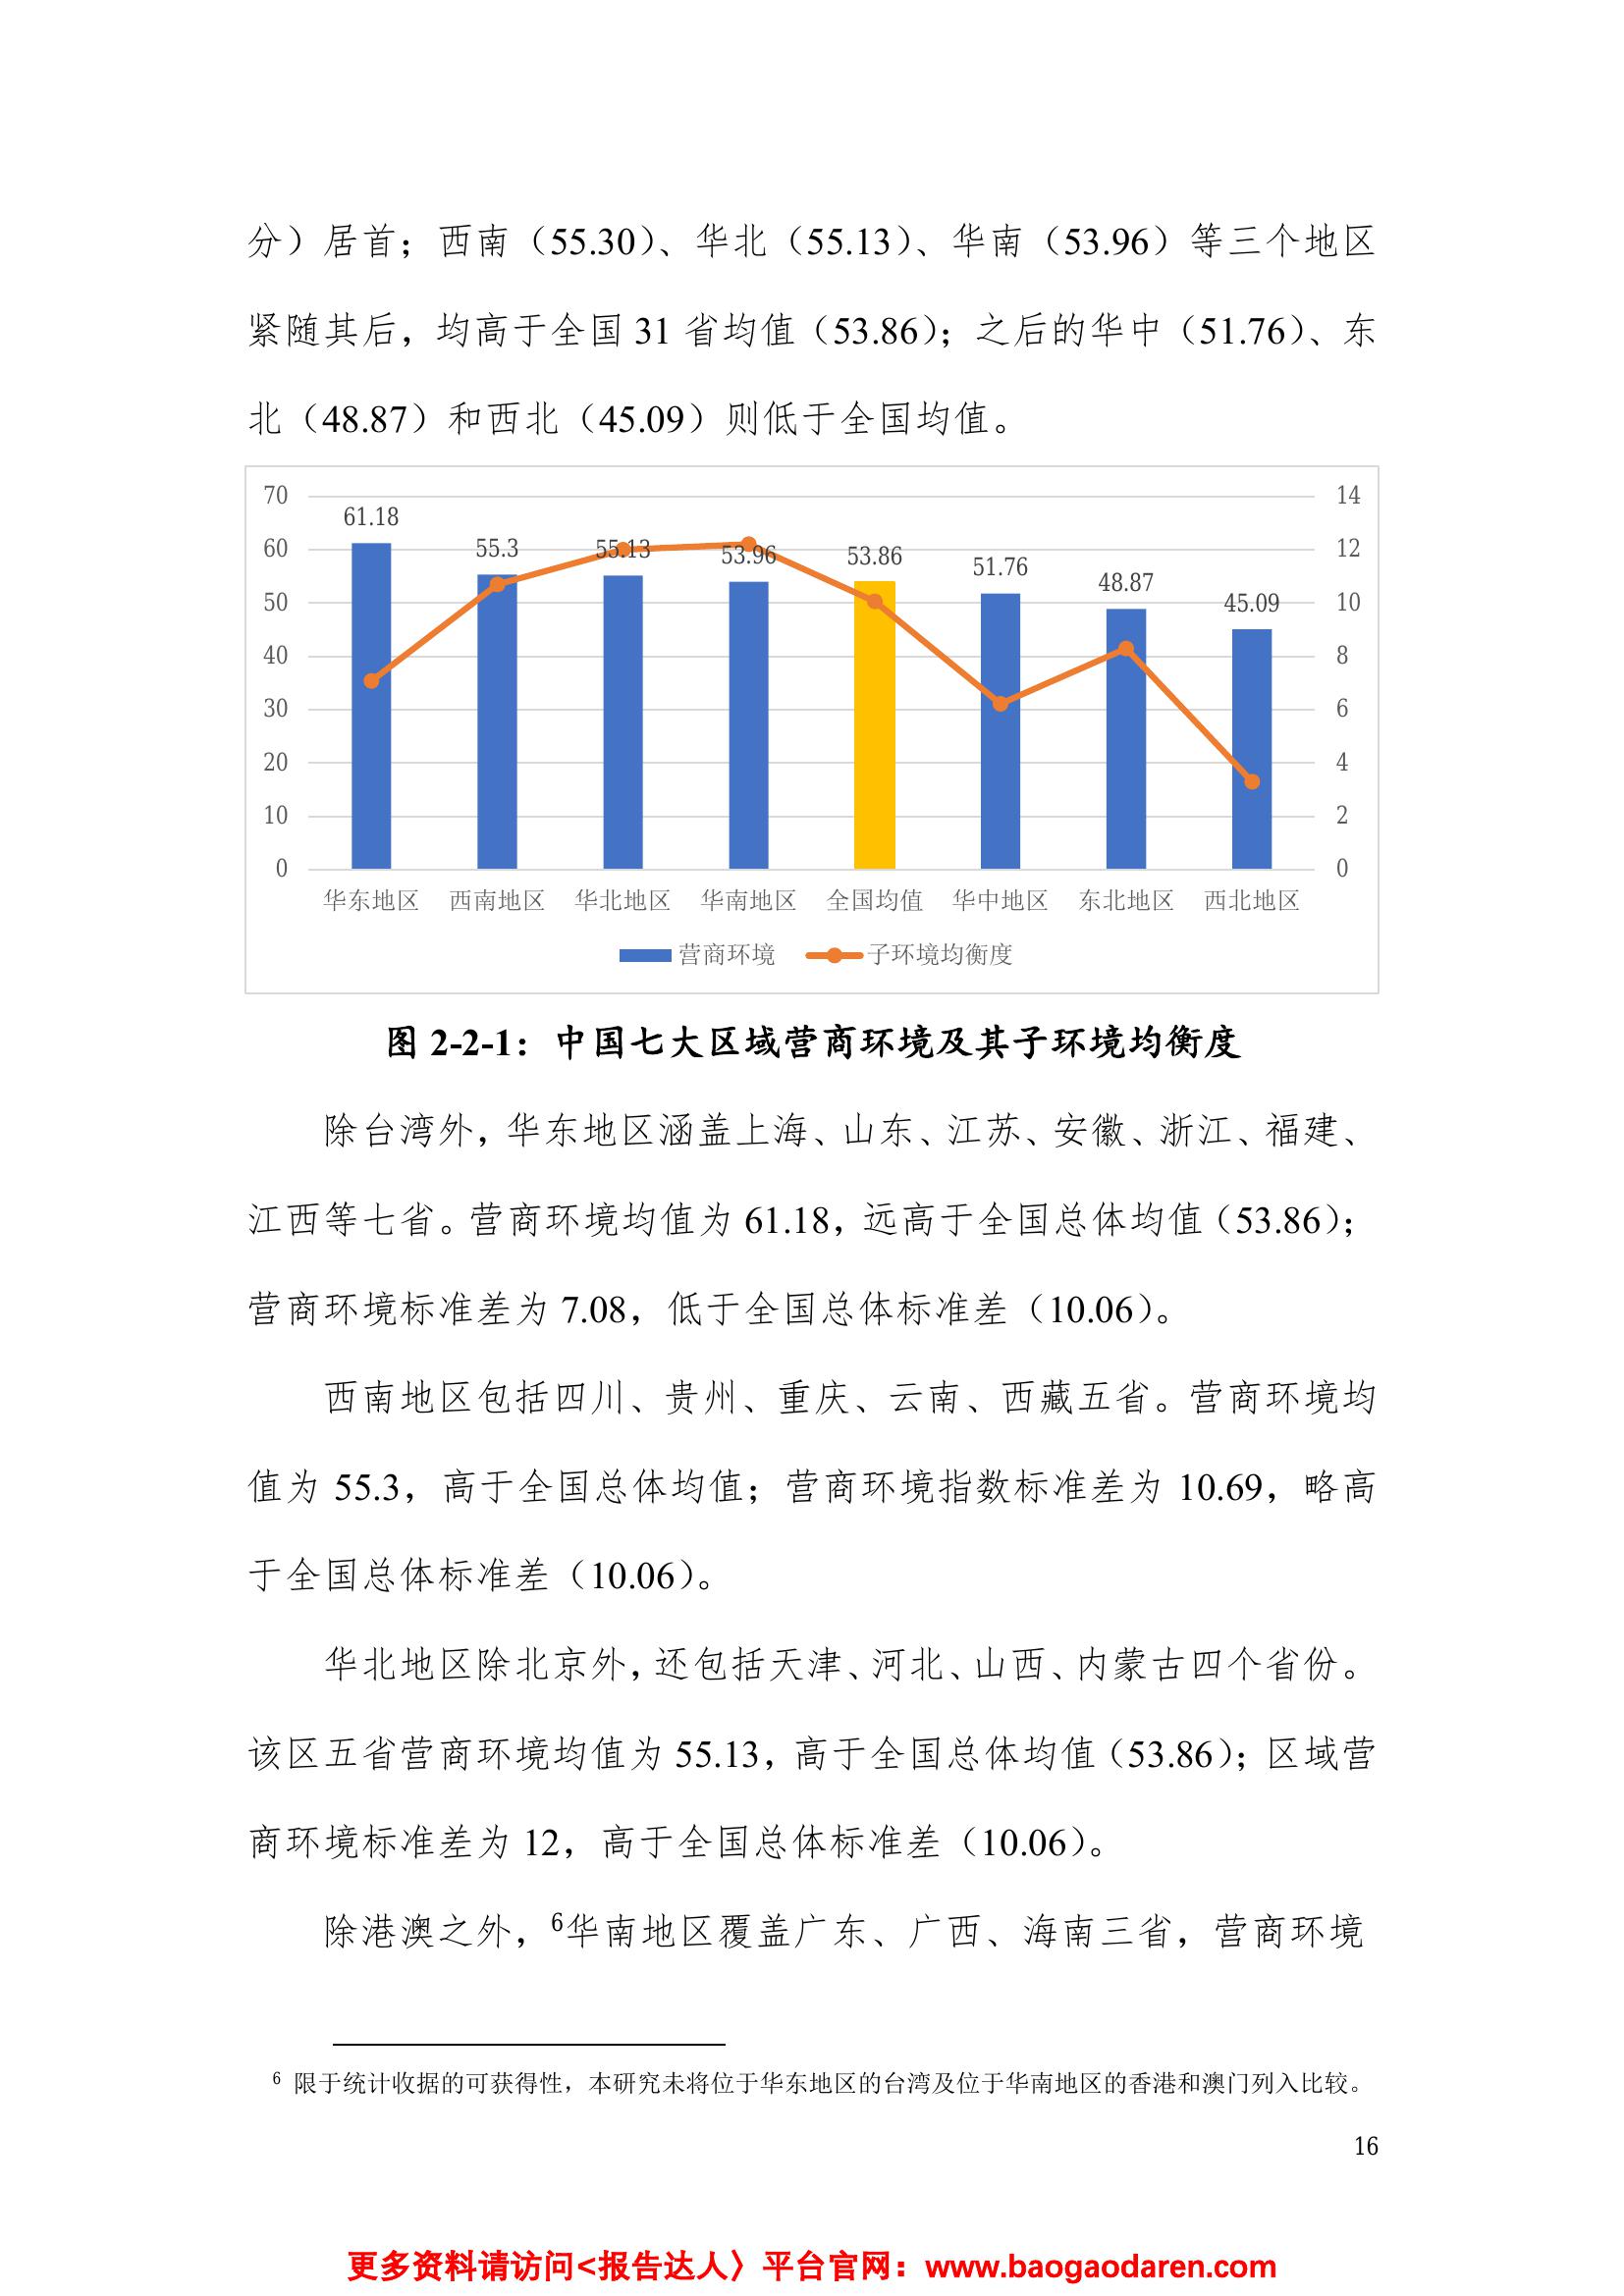 分）居首；西南（55.30）、华北（55.13）、华南（53.96）等三个地区
紧随其后，均高于全国 31 省均值（53.86）；之后的华中（51.76）、东
北（48.87）和西北（45.09）则低于全国均值。
70
60
50
40
30
20
10
0
61.18
55.3
55.13
53.96
53.86
51.76
48.87
45.09
14
12
10
8
6
4
2
0
华东地区 西南地区 华北地区 华南地区 全国均值 华中地区 东北地区 西北地区
营商环境 子环境均衡度
图 2-2-1：中国七大区域营商环境及其子环境均衡度
除台湾外，华东地区涵盖上海、山东、江苏、安徽、浙江、福建、
江西等七省。营商环境均值为 61.18，远高于全国总体均值（53.86）；
营商环境标准差为 7.08，低于全国总体标准差（10.06）。
西南地区包括四川、贵州、重庆、云南、西藏五省。营商环境均
值为 55.3，高于全国总体均值；营商环境指数标准差为 10.69，略高
于全国总体标准差（10.06）。
华北地区除北京外，还包括天津、河北、山西、内蒙古四个省份。
该区五省营商环境均值为 55.13，高于全国总体均值（53.86）；区域营
商环境标准差为 12，高于全国总体标准差（10.06）。
除港澳之外，6华南地区覆盖广东、广西、海南三省，营商环境
6 限于统计收据的可获得性，本研究未将位于华东地区的台湾及位于华南地区的香港和澳门列入比较。
16
更多资料请访问<报告达人〉平台官网：www.baogaodaren.com